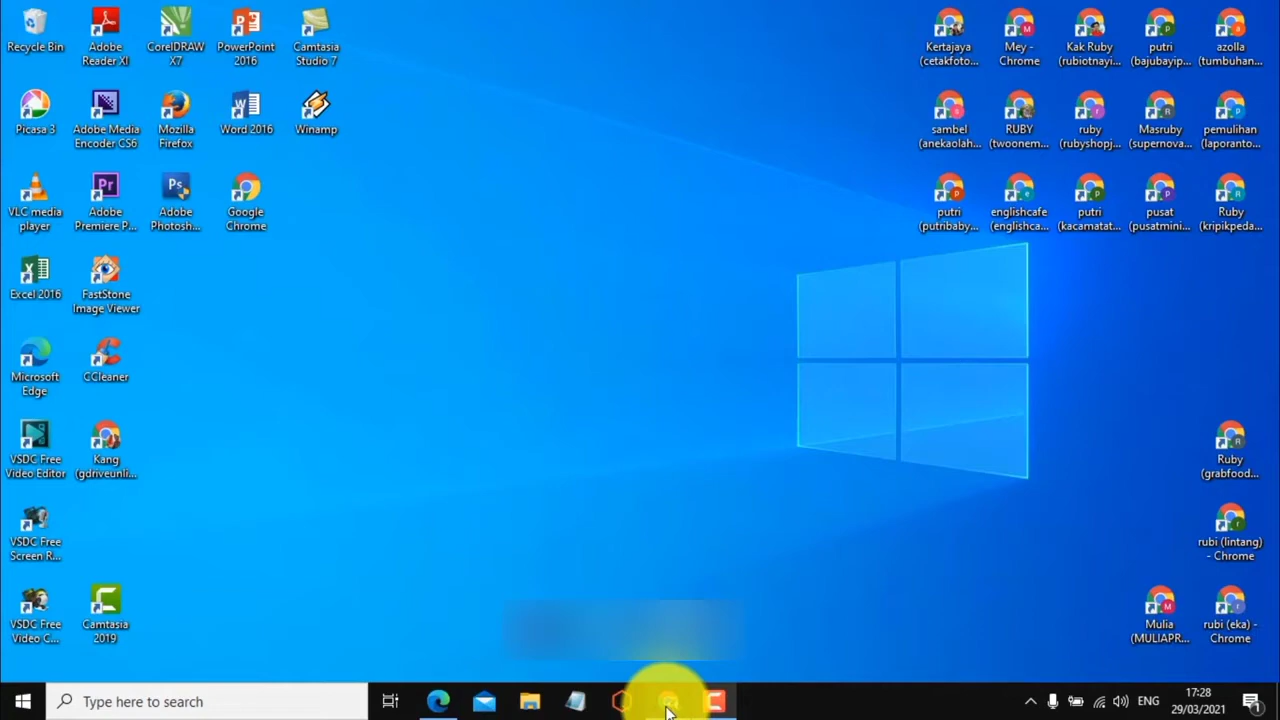 Recycle Bin
Adobe
Reader XI
CorelDRAW
X7
PowerPoint
2016
Camtasia
Studio 7
Kertajaya
(cetakfoto...
Mey -
Chrome
Kak Ruby
(rubiotnayi...
putri
(bajubayip...
azolla
(tumbuhan...
Picasa 3
Adobe Media
Encoder CS6
Mozilla
Firefox
Word 2016
Winamp
sambel
(anekaolah...
RUBY
(twoonem...
ruby
(rubyshopj...
Masruby
(supernova...
pemulihan
(laporanto...
VLC media
player
Adobe
Premiere P...
Adobe
Photosh...
Google
Chrome
putri
(putribaby...
englishcafe
(englishca...
putri
(kacamatat...
pusat
(pusatmini...
Ruby
(kripikpeda...
Excel 2016
FastStone
Image Viewer
Microsoft
Edge
CCleaner
VSDC Free
Video Editor
Kang
(gdriveunli...
Ruby
(grabfood...
VSDC Free
Screen R...
rubi (lintang)
- Chrome
VSDC Free
Video C...
Camtasia
2019
Mulia
(MULIAPR...
rubi (eka) -
Chrome
Type here to search
ENG
17:28
29/03/2021
1